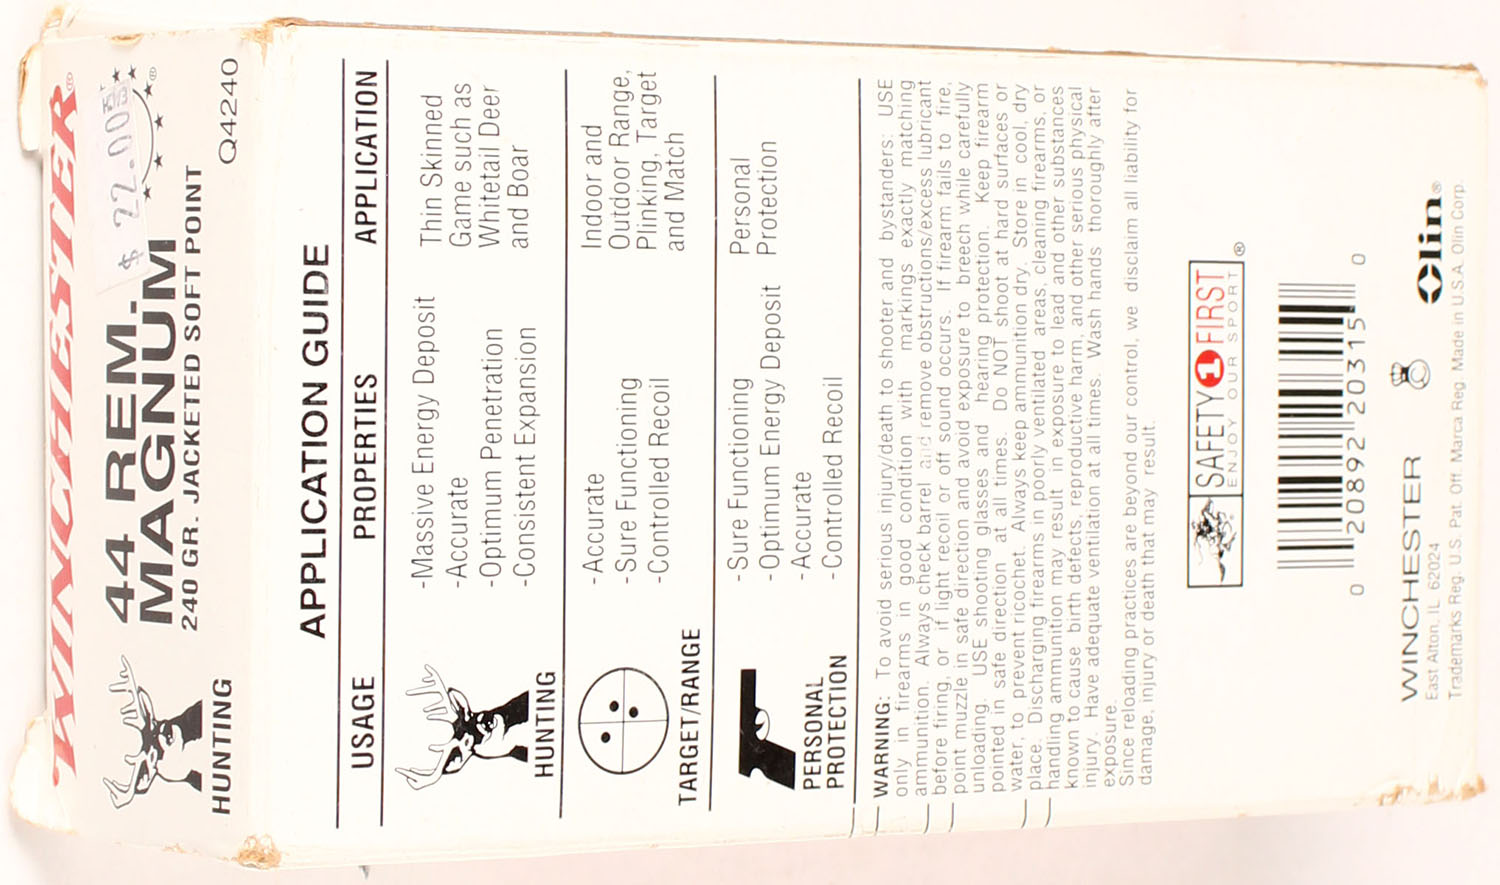 WINCHESTER®
$ 22.00
44 REM.
MAGNUM
®
240 GR. JACKETED SOFT POINT
HUNTING
Q4240
APPLICATION GUIDE
USAGE PROPERTIES APPLICATION
HUNTING
-Massive Energy Deposit
-Accurate
-Optimum Penetration
-Consistent Expansion
Thin Skinned
Game such as
Whitetail Deer
and Boar
TARGET/RANGE
-Accurate
-Sure Functioning
-Controlled Recoil
Indoor and
Outdoor Range,
Plinking, Target
and Match
PERSONAL
PROTECTION
-Sure Functioning
-Optimum Energy Deposit
-Accurate
-Controlled Recoil
Personal
Protection
WARNING: To avoid serious injury/death to shooter and bystanders: USE
only in firearms in good condition with markings exactly matching
ammunition. Always check barrel and remove obstructions/excess lubricant
before firing, or if light recoil or off sound occurs. If firearm fails to fire,
point muzzle in safe direction and avoid exposure to breech while carefully
unloading. USE shooting glasses and hearing protection. Keep firearm
pointed in safe direction at all times. Do NOT shoot at hard surfaces or
water, to prevent ricochet. Always keep ammunition dry. Store in cool, dry
place. Discharging firearms in poorly ventilated areas, cleaning firearms, or
handling ammunition may result in exposure to lead and other substances
known to cause birth defects, reproductive harm, and other serious physical
injury. Have adequate ventilation at all times. Wash hands thoroughly after
exposure.
Since reloading practices are beyond our control, we disclaim all liability for
damage, injury or death that may result.
SAFETY 1 FIRST
ENJOY OUR SPORT ®
0 20892 20315 0
WINCHESTER
Olin®
East Alton, IL 62024
Trademarks Reg. U.S. Pat. Off. Marca Reg. Made in U.S.A. Olin Corp.